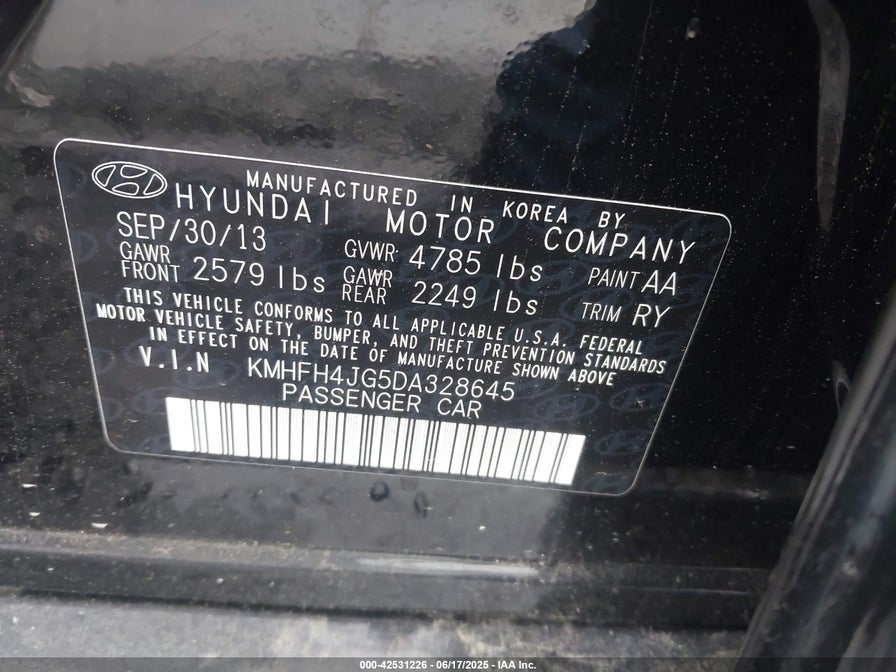 MANUFACTURED IN KOREA BY
HYUNDAI MOTOR COMPANY
SEP/30/13 GVWR 4785 lbs PAINT AA
GAWR FRONT 2579 lbs GAWR REAR 2249 lbs TRIM RY
THIS VEHICLE CONFORMS TO ALL APPLICABLE U.S.A. FEDERAL
MOTOR VEHICLE SAFETY, BUMPER, AND THEFT PREVENTION STANDARDS
IN EFFECT ON THE DATE OF MANUFACTURE SHOWN ABOVE
V.I.N KMHFH4JG5DA328645
PASSENGER CAR
000-42531226 - 06/17/2025 - IAA Inc.